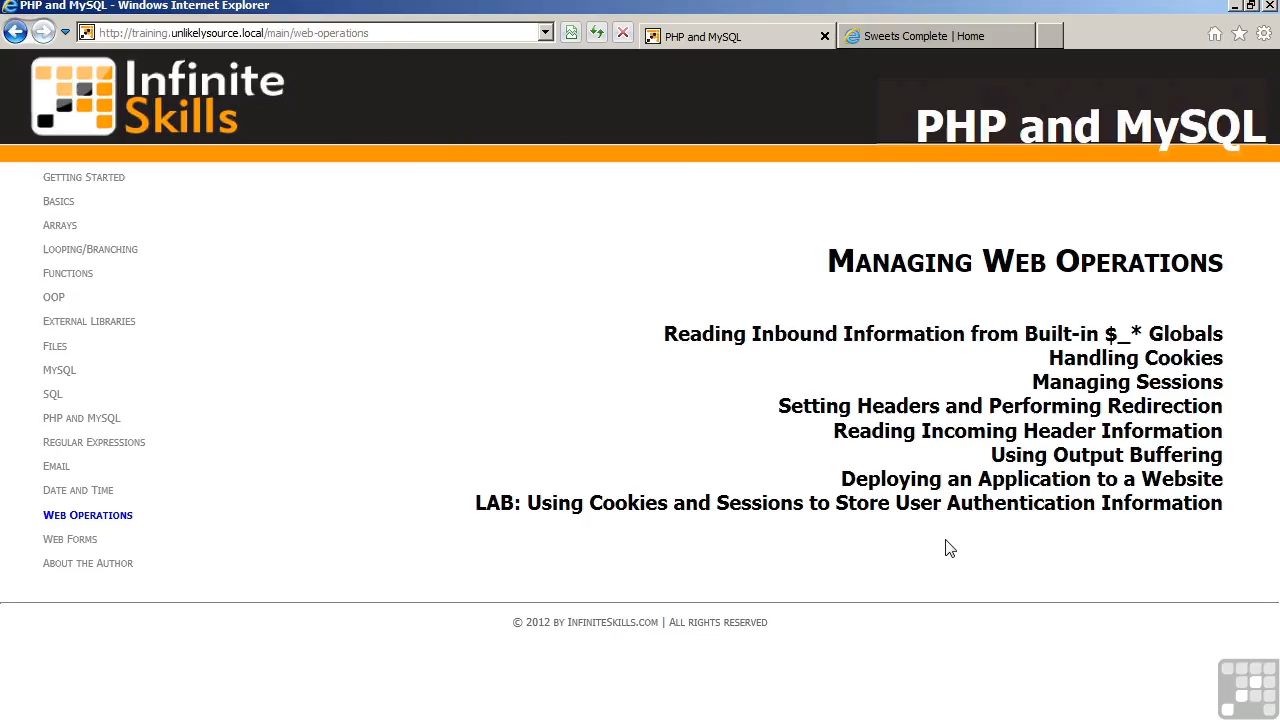 PHP and MySQL - Windows Internet Explorer
http://training.unlikelysource.local/main/web-operations
PHP and MySQL
Sweets Complete | Home
Infinite
Skills
PHP and MySQL
GETTING STARTED
BASICS
ARRAYS
LOOPING/BRANCHING
FUNCTIONS
OOP
EXTERNAL LIBRARIES
FILES
MYSQL
SQL
PHP AND MYSQL
REGULAR EXPRESSIONS
EMAIL
DATE AND TIME
WEB OPERATIONS
WEB FORMS
ABOUT THE AUTHOR
MANAGING WEB OPERATIONS
Reading Inbound Information from Built-in $_* Globals
Handling Cookies
Managing Sessions
Setting Headers and Performing Redirection
Reading Incoming Header Information
Using Output Buffering
Deploying an Application to a Website
LAB: Using Cookies and Sessions to Store User Authentication Information
© 2012 BY INFINITESKILLS.COM | ALL RIGHTS RESERVED